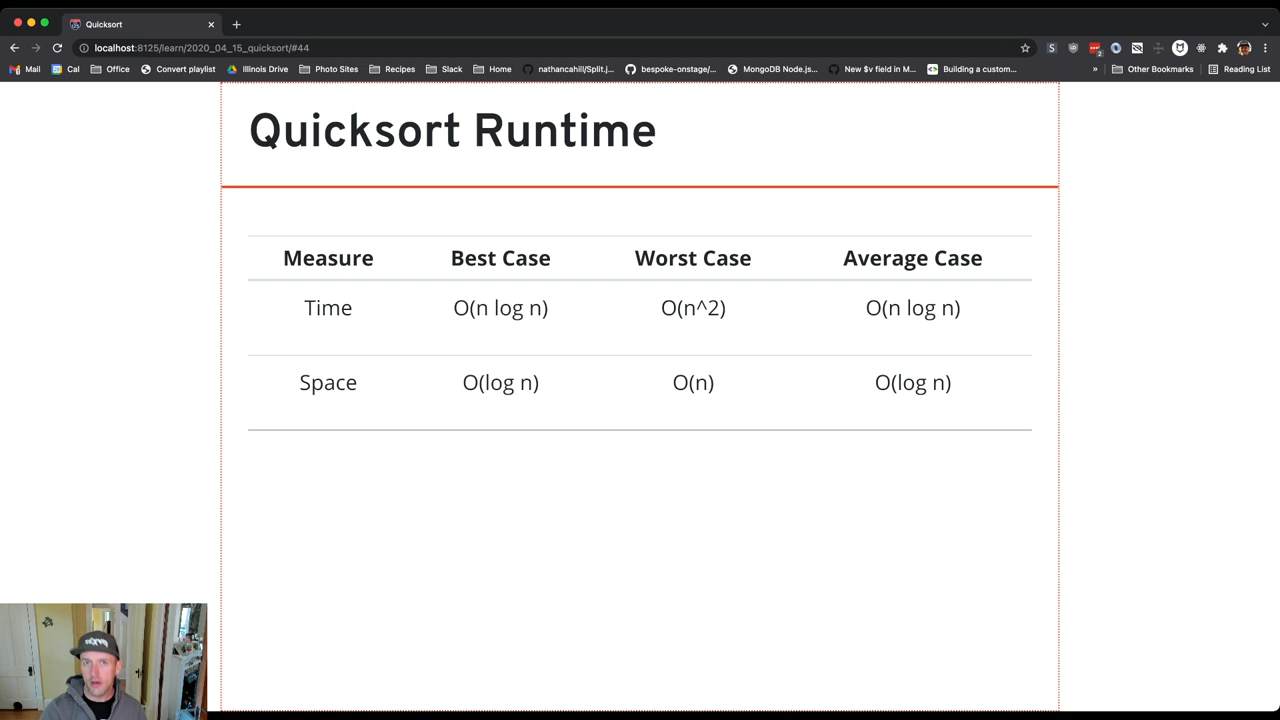 Quicksort
localhost:8125/learn/2020_04_15_quicksort/#44
Mail Cal Office Convert playlist Illinois Drive Photo Sites Recipes Slack Home nathancahill/Split.j... bespoke-onstage/... MongoDB Node.js... New $v field in M... Building a custom... » Other Bookmarks Reading List
Quicksort Runtime
Measure Best Case Worst Case Average Case
Time O(n log n) O(n^2) O(n log n)
Space O(log n) O(n) O(log n)